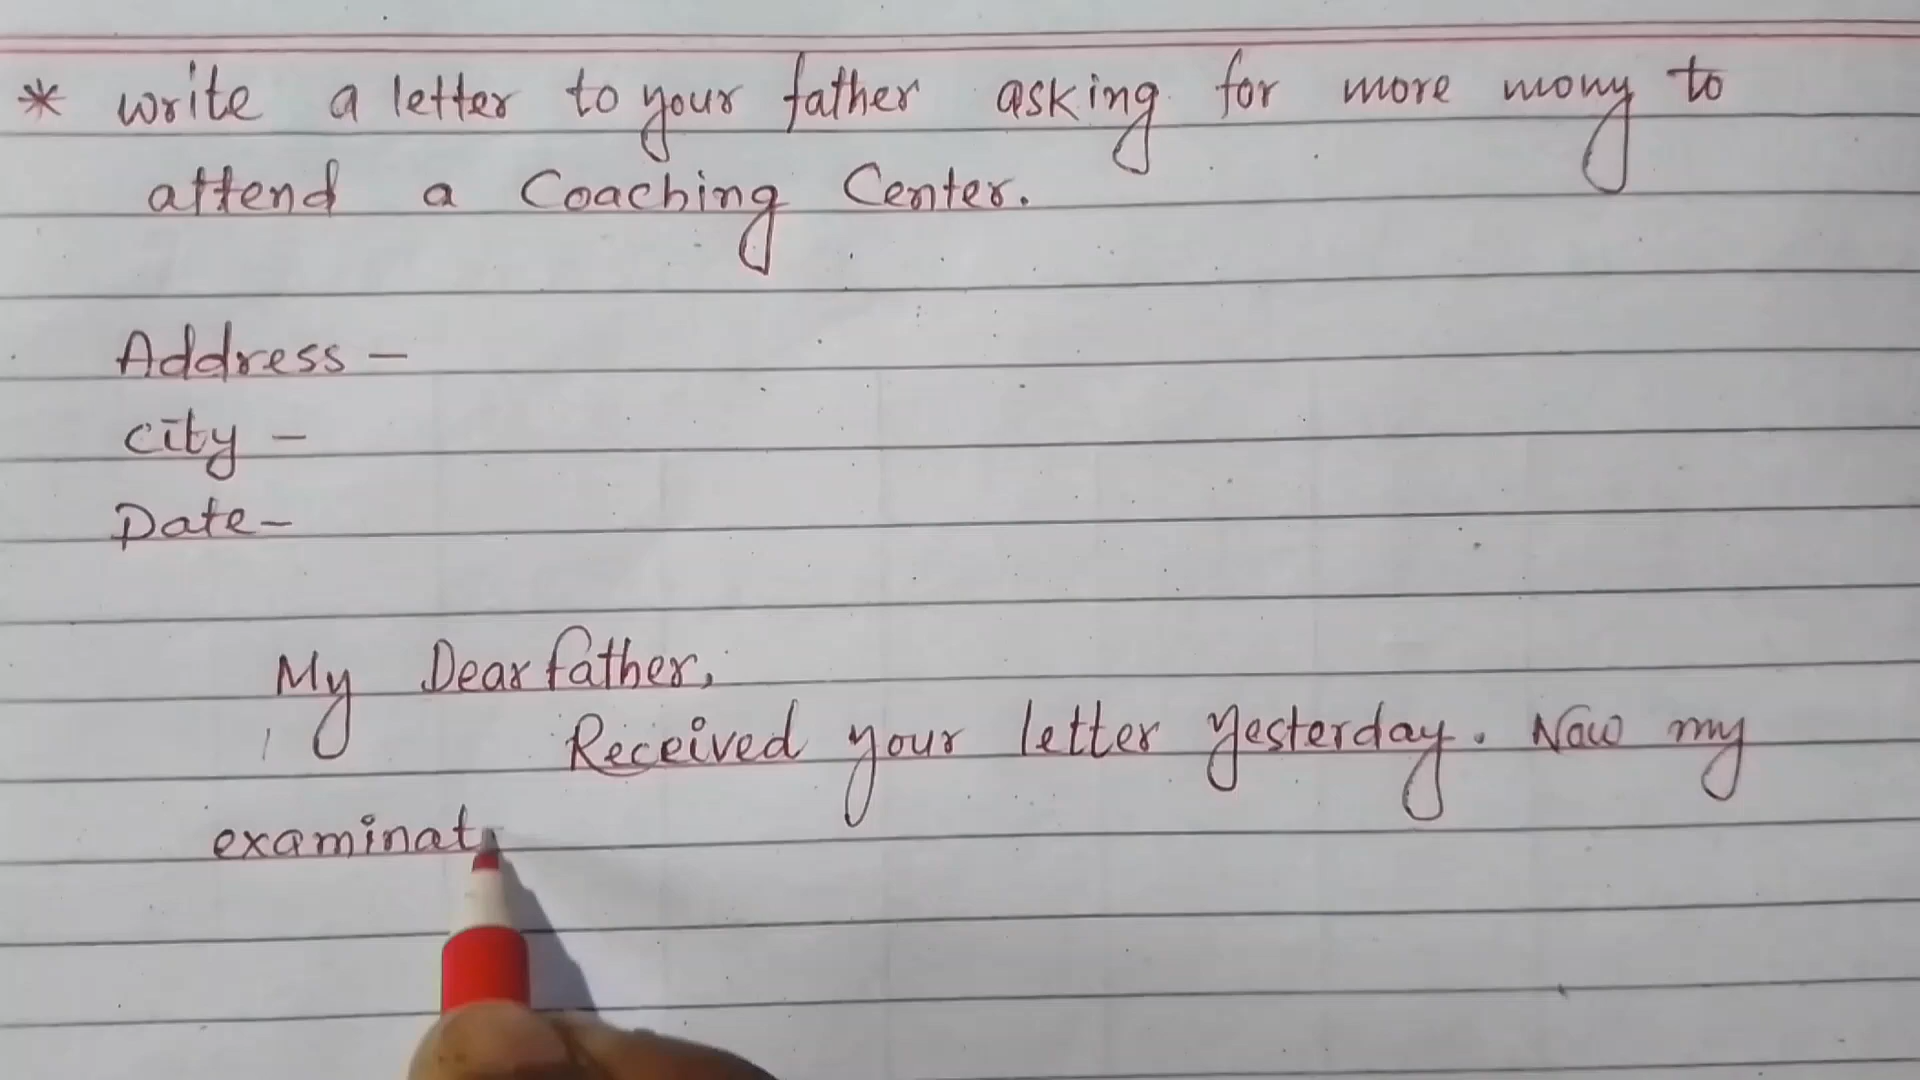 * write a letter to your father asking for more mony to
attend a Coaching Center.
Address -
City -
Date-
My Dear father,
Received your letter yesterday. Now my
examinat